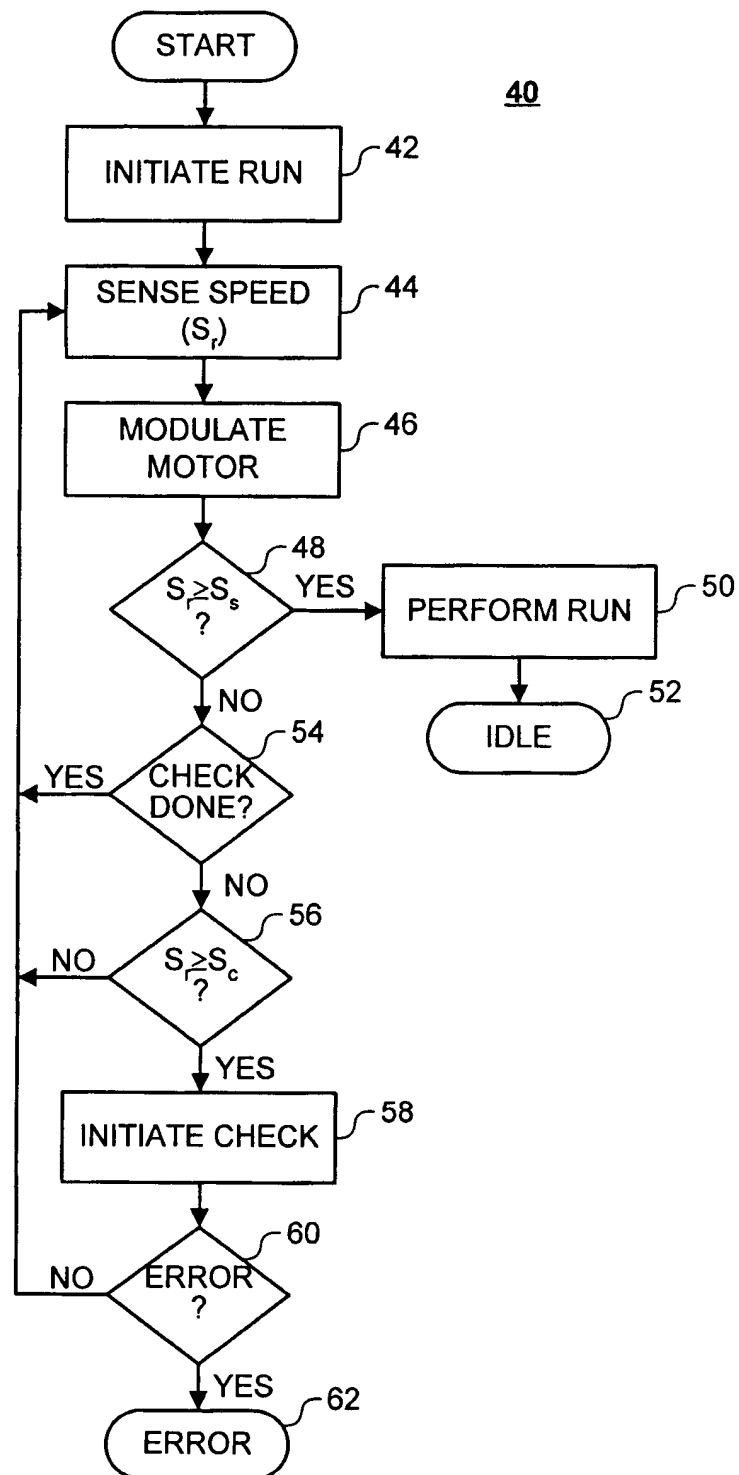 START
40
INITIATE RUN
42
SENSE SPEED
(Sr)
44
MODULATE
MOTOR
46
Sr≥Ss
?
48
YES
PERFORM RUN
50
NO
IDLE
52
CHECK
DONE?
54
YES
NO
Sr≥Sc
?
56
NO
YES
INITIATE CHECK
58
ERROR
?
60
NO
YES
ERROR
62